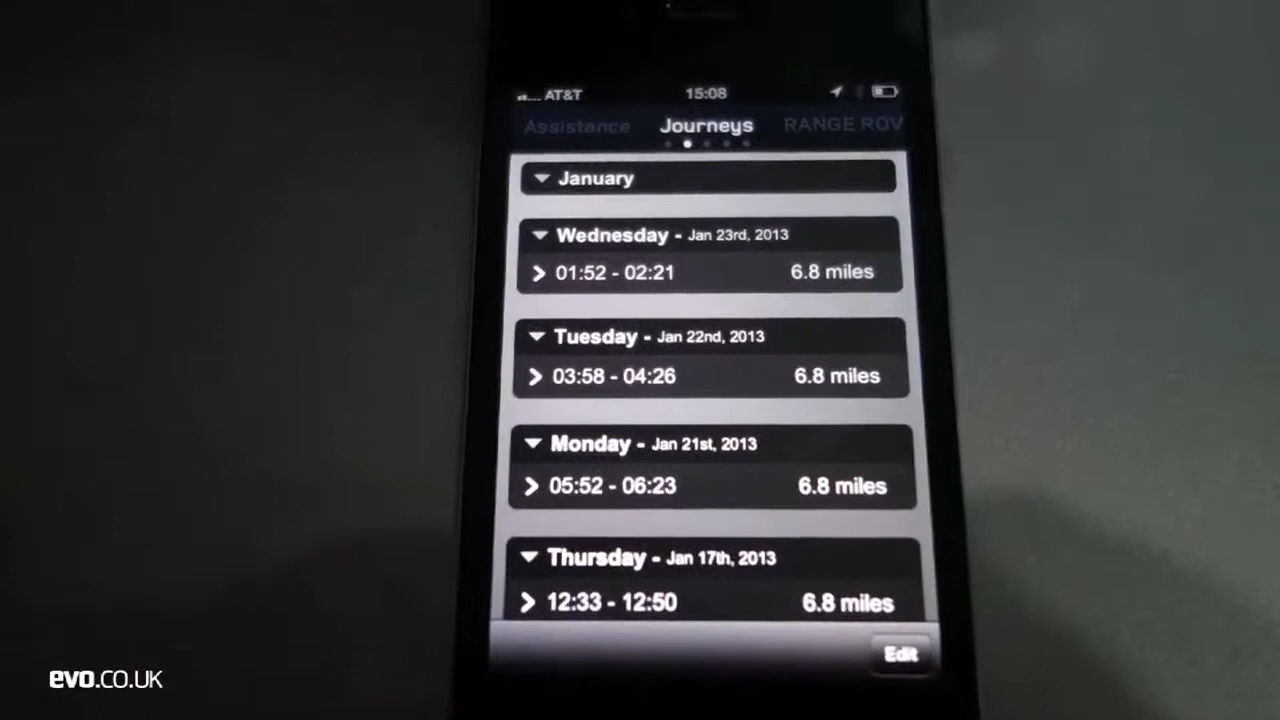 AT&T 15:08
Assistance Journeys RANGE ROV
January
Wednesday - Jan 23rd, 2013
01:52 - 02:21 6.8 miles
Tuesday - Jan 22nd, 2013
03:58 - 04:26 6.8 miles
Monday - Jan 21st, 2013
05:52 - 06:23 6.8 miles
Thursday - Jan 17th, 2013
12:33 - 12:50 6.8 miles
Edit
evo.CO.UK